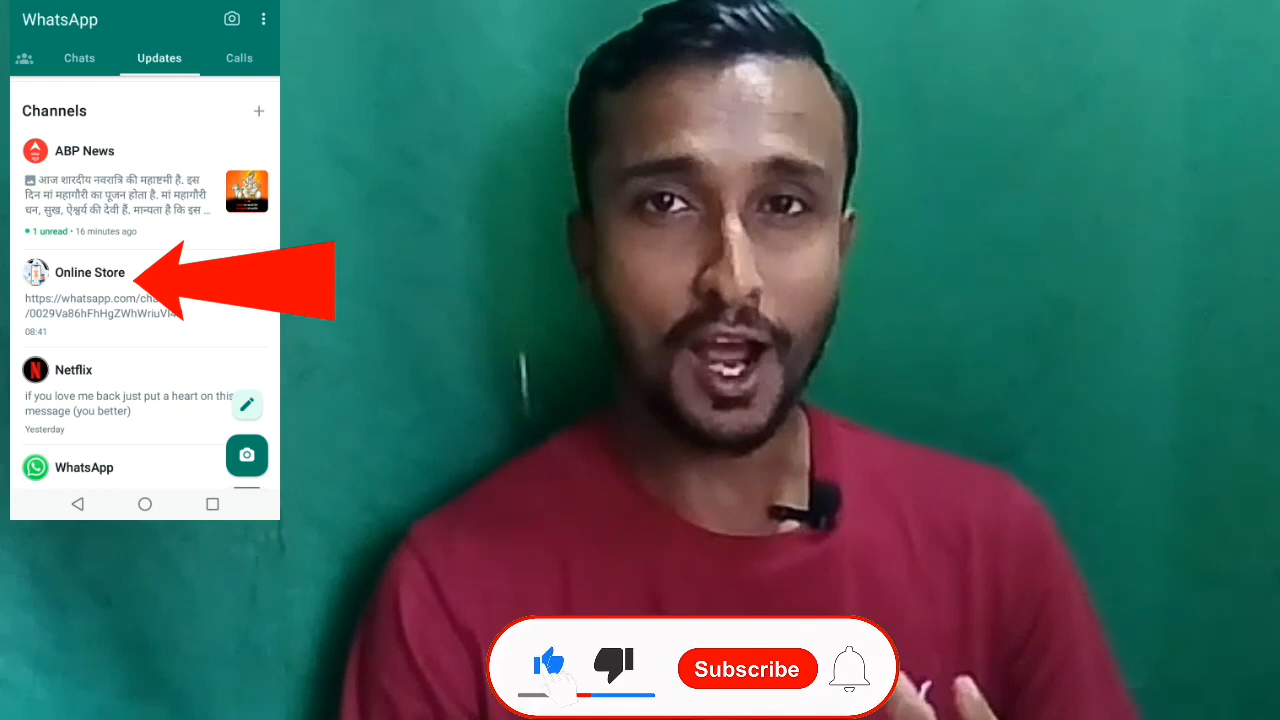 WhatsApp
Chats
Updates
Calls
Channels
ABP News
आज शारदीय नवरात्रि की महाष्टमी है. इस
दिन मां महागौरी का पूजन होता है. मां महागौरी
धन, सुख, ऐश्वर्य की देवी हैं. मान्यता है कि इस ...
1 unread • 16 minutes ago
Online Store
https://whatsapp.com/cha
08:41
Netflix
if you love me back just put a heart on this
message (you better)
Yesterday
WhatsApp
Subscribe